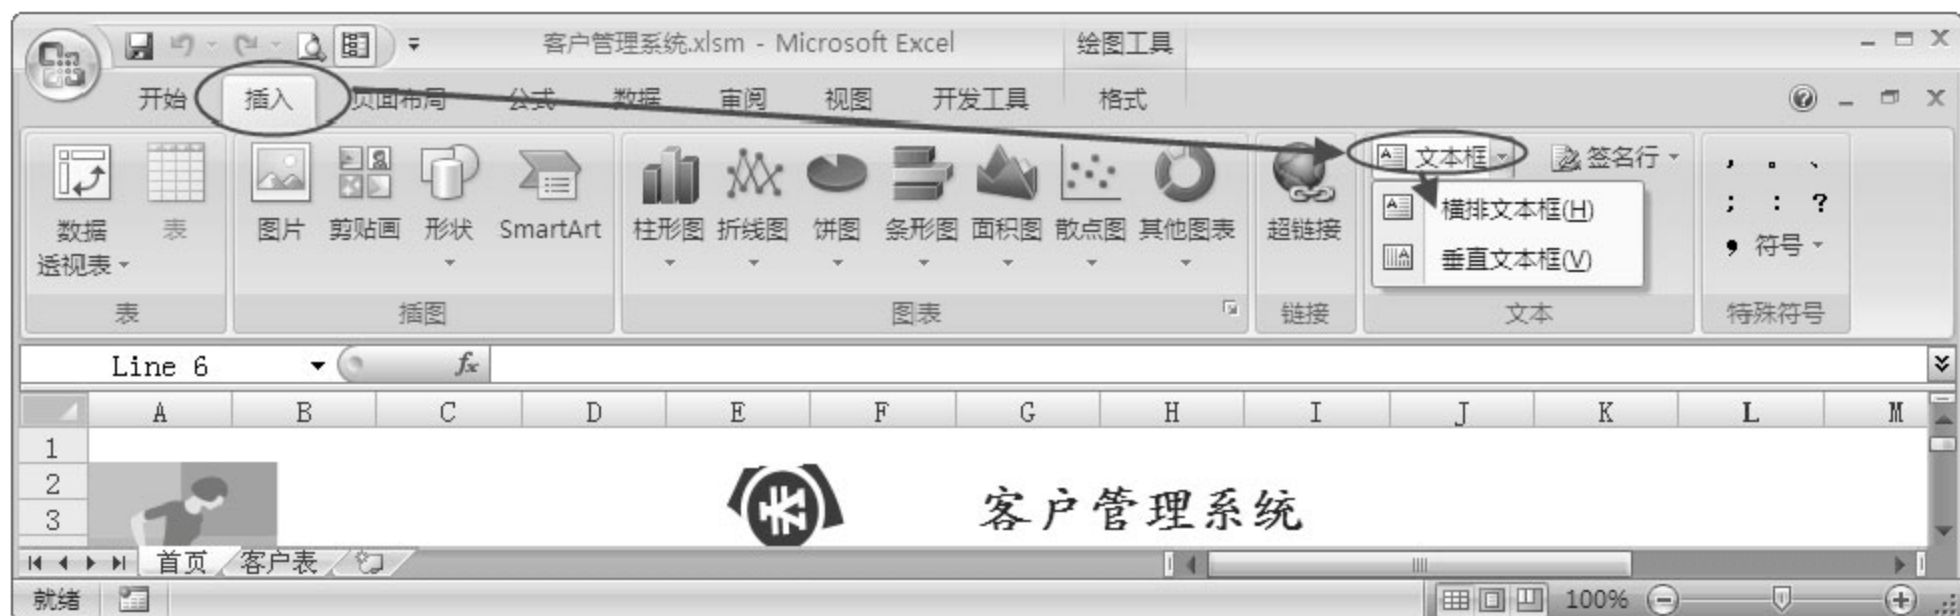 客户管理系统.xlsm - Microsoft Excel 绘图工具
开始 插入 页面布局 公式 数据 审阅 视图 开发工具 格式
文本框 签名行 , 。 、
横排文本框(H) ; : ?
数据 表 图片 剪贴画 形状 SmartArt 柱形图 折线图 饼图 条形图 面积图 散点图 其他图表 超链接
透视表 垂直文本框(V) , 符号
表 插图 图表 链接 文本 特殊符号
Line 6 fx
A B C D E F G H I J K L M
1
2
3 客户管理系统
首页 客户表
就绪 100%